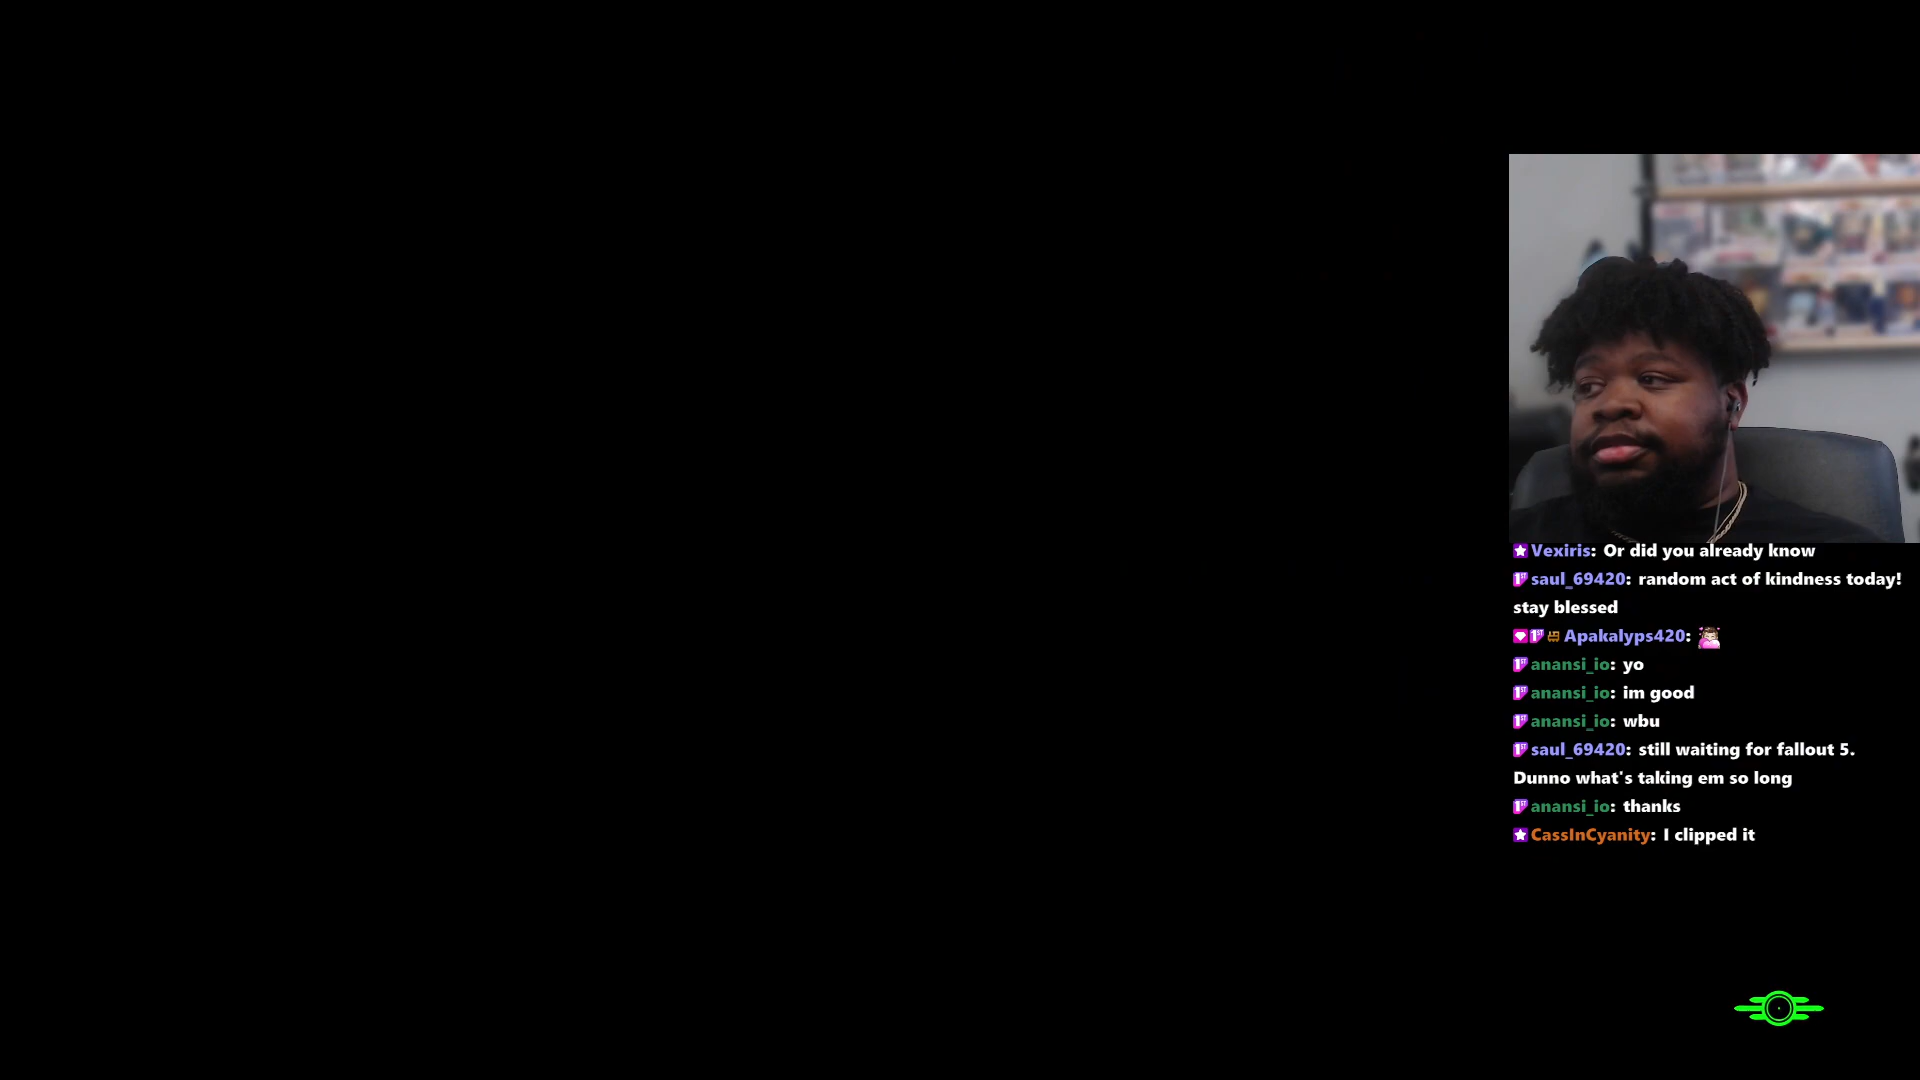 Vexiris: Or did you already know
saul_69420: random act of kindness today!
stay blessed
Apakalyps420:
anansi_io: yo
anansi_io: im good
anansi_io: wbu
saul_69420: still waiting for fallout 5.
Dunno what's taking em so long
anansi_io: thanks
CassInCyanity: I clipped it